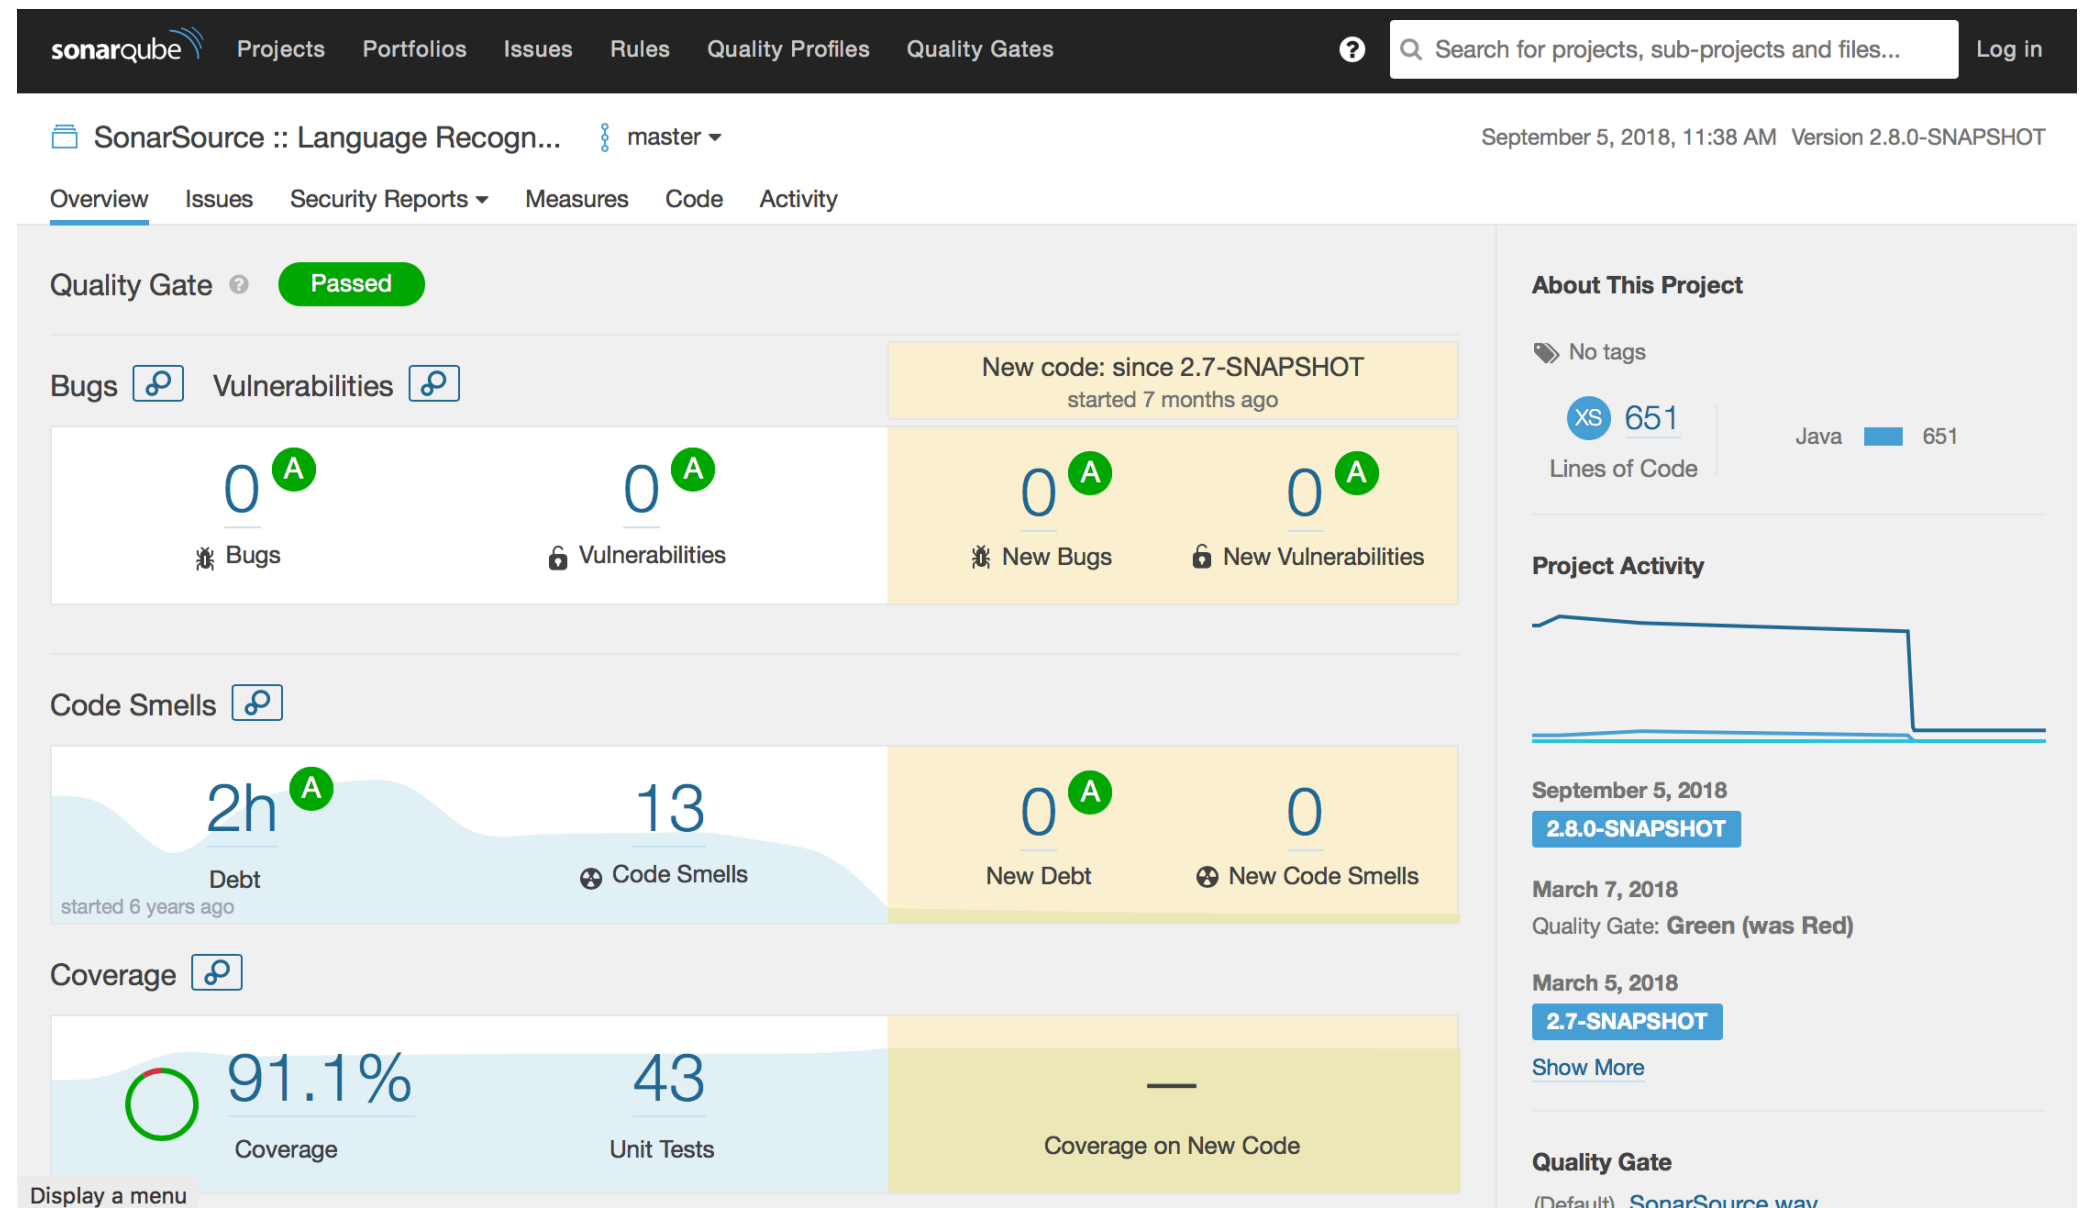 sonarqube Projects Portfolios Issues Rules Quality Profiles Quality Gates ? Search for projects, sub-projects and files... Log in
SonarSource :: Language Recogn... master September 5, 2018, 11:38 AM Version 2.8.0-SNAPSHOT
Overview Issues Security Reports Measures Code Activity
Quality Gate ? Passed
Bugs Vulnerabilities
New code: since 2.7-SNAPSHOT
started 7 months ago
0 A 0 A 0 A 0 A
Bugs Vulnerabilities New Bugs New Vulnerabilities
Code Smells
2h A 13 0 A 0
Debt Code Smells New Debt New Code Smells
started 6 years ago
Coverage
91.1% 43 —
Coverage Unit Tests Coverage on New Code
Display a menu
About This Project
No tags
XS 651
Lines of Code
Java 651
Project Activity
September 5, 2018
2.8.0-SNAPSHOT
March 7, 2018
Quality Gate: Green (was Red)
March 5, 2018
2.7-SNAPSHOT
Show More
Quality Gate
(Default) SonarSource way